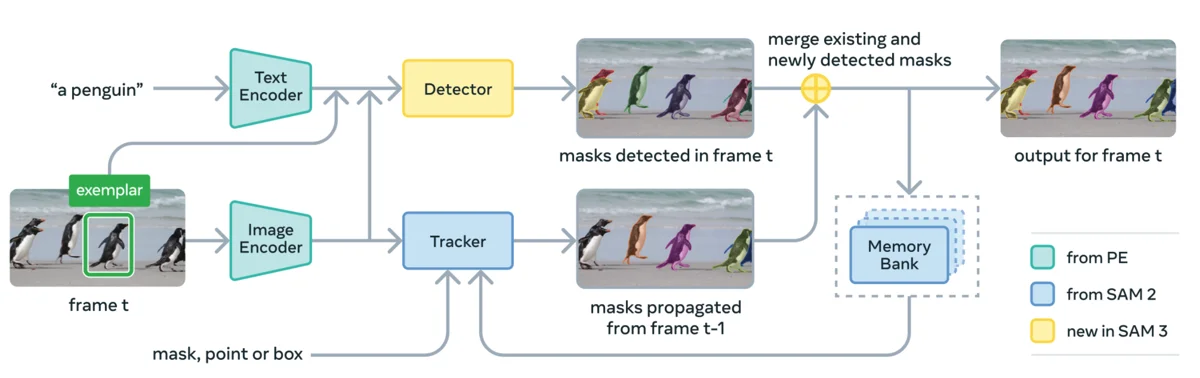 “a penguin”
Text
Encoder
Detector
masks detected in frame t
merge existing and
newly detected masks
output for frame t
exemplar
frame t
Image
Encoder
Tracker
masks propagated
from frame t-1
Memory
Bank
mask, point or box
from PE
from SAM 2
new in SAM 3